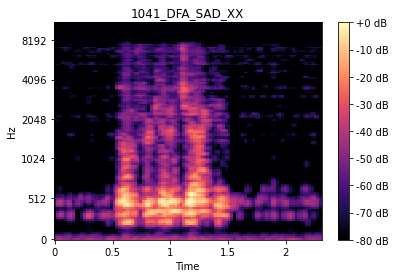 1041_DFA_SAD_XX
+0 dB
8192
-10 dB
4096
-20 dB
-30 dB
2048
Hz
-40 dB
1024
-50 dB
512
-60 dB
-70 dB
0
-80 dB
0 0.5 1 1.5 2
Time